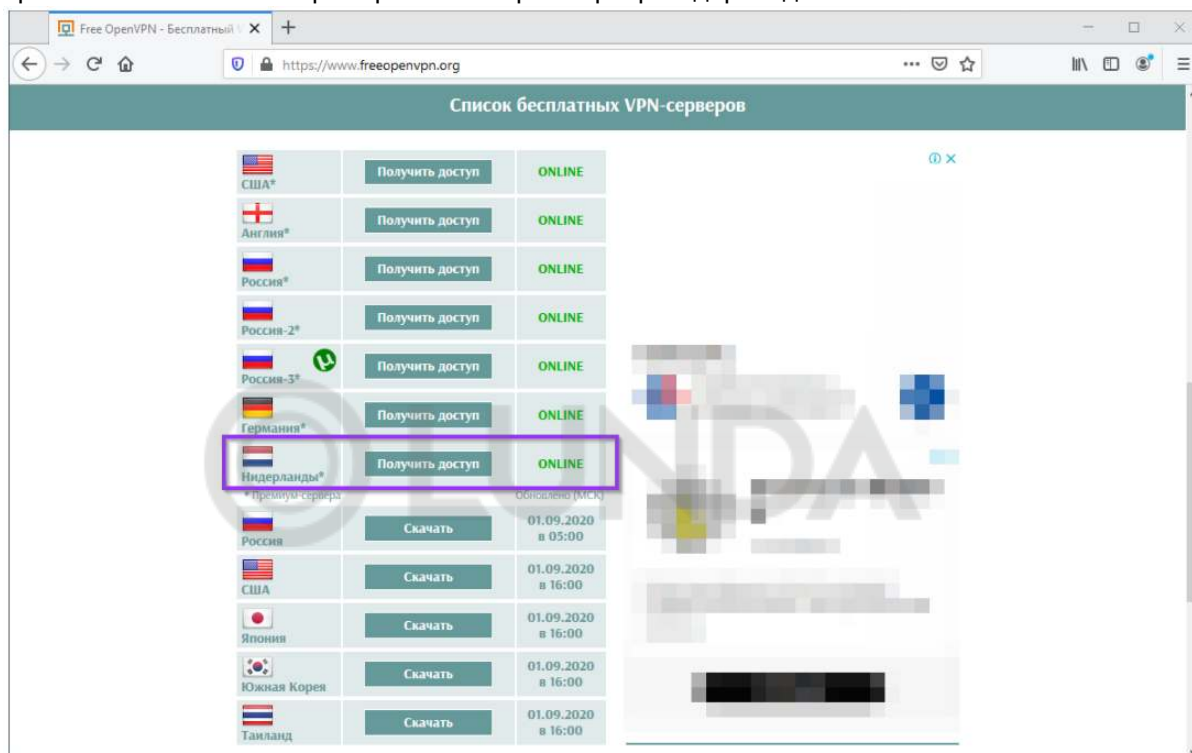 Free OpenVPN - Бесплатный
https://www.freeopenvpn.org
Список бесплатных VPN-серверов
США*
Получить доступ
ONLINE
Англия*
Получить доступ
ONLINE
Россия*
Получить доступ
ONLINE
Россия-2*
Получить доступ
ONLINE
Россия-3*
Получить доступ
ONLINE
Германия*
Получить доступ
ONLINE
Нидерланды*
Получить доступ
ONLINE
* Премиум-сервера
Обновлено (МСК)
Россия
Скачать
01.09.2020
в 05:00
США
Скачать
01.09.2020
в 16:00
Япония
Скачать
01.09.2020
в 16:00
Южная Корея
Скачать
01.09.2020
в 16:00
Таиланд
Скачать
01.09.2020
в 16:00
LUNDA